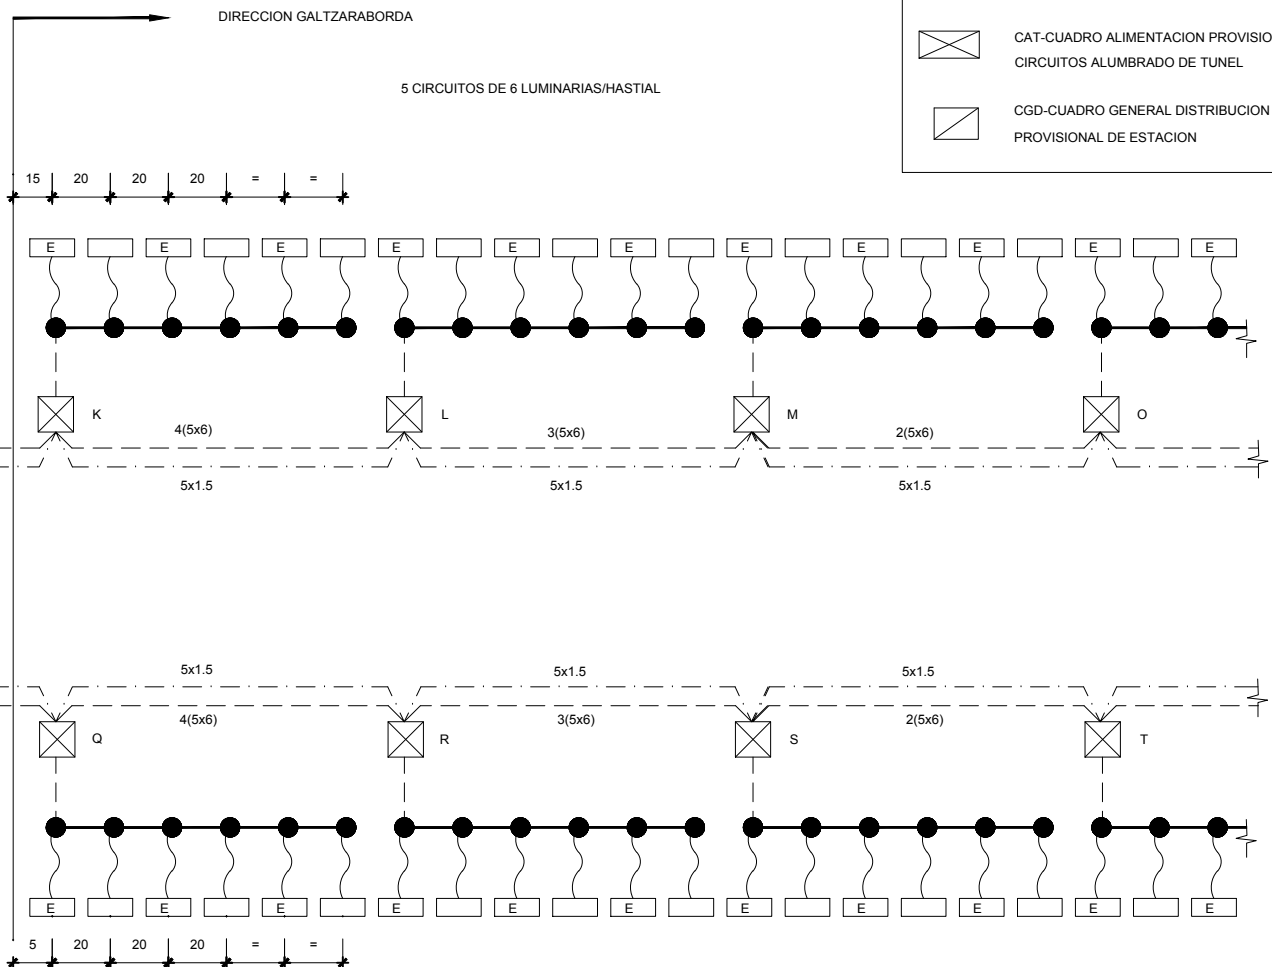 DIRECCION GALTZARABORDA
CAT-CUADRO ALIMENTACION PROVISIO
CIRCUITOS ALUMBRADO DE TUNEL
5 CIRCUITOS DE 6 LUMINARIAS/HASTIAL
CGD-CUADRO GENERAL DISTRIBUCION
PROVISIONAL DE ESTACION
15 20 20 20 = =
E E E E E E E E E E E
K L M O
4(5x6) 3(5x6) 2(5x6)
5x1.5 5x1.5 5x1.5
5x1.5 5x1.5 5x1.5
4(5x6) 3(5x6) 2(5x6)
Q R S T
E E E E E E E E E E E
5 20 20 20 = =